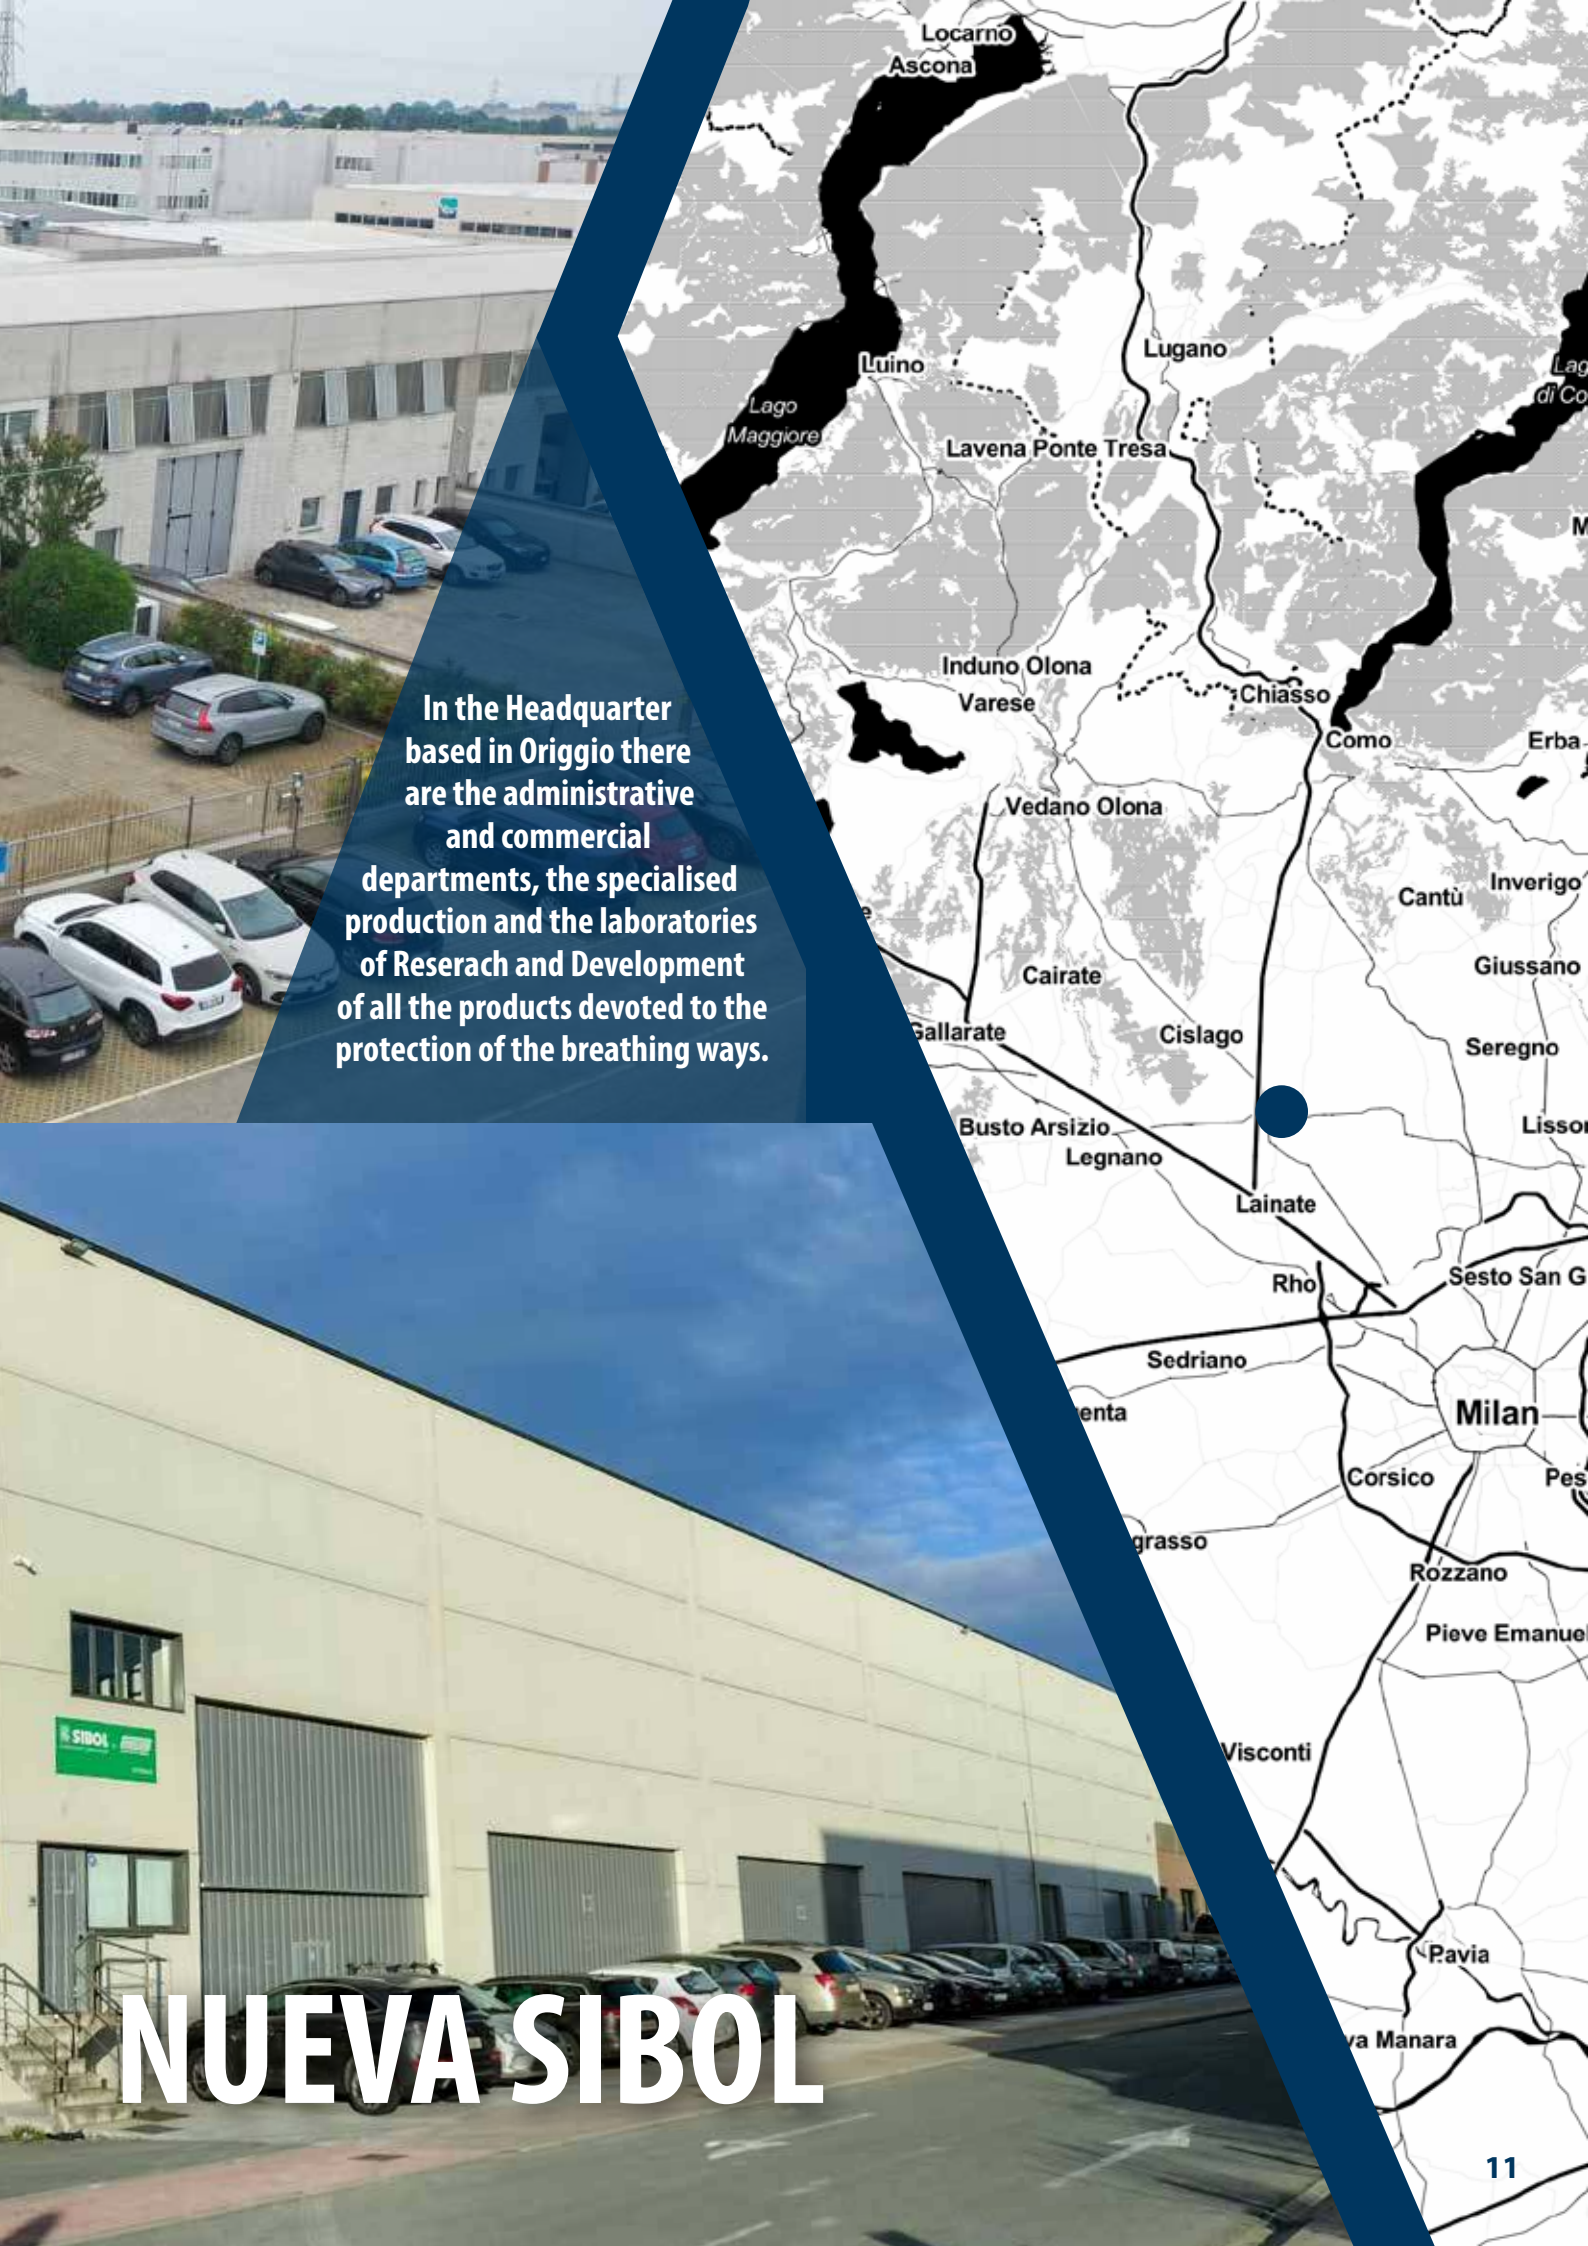 Locarno
Ascona
Lugano
Luino
Lago
Maggiore
Lavena Ponte Tresa
Induno Olona
Varese
Chiasso
Como
Erba
Vedano Olona
Inverigo
Cantù
Giussano
Cairate
Gallarate
Cislago
Seregno
Busto Arsizio
Legnano
Lainate
Rho
Sesto San G
Sedriano
Milan
Corsico
Rozzano
Pieve Emanuel
Visconti
Pavia
va Manara
In the Headquarter
based in Origgio there
are the administrative
and commercial
departments, the specialised
production and the laboratories
of Reserach and Development
of all the products devoted to the
protection of the breathing ways.
SIBOL
NUEVA SIBOL
11